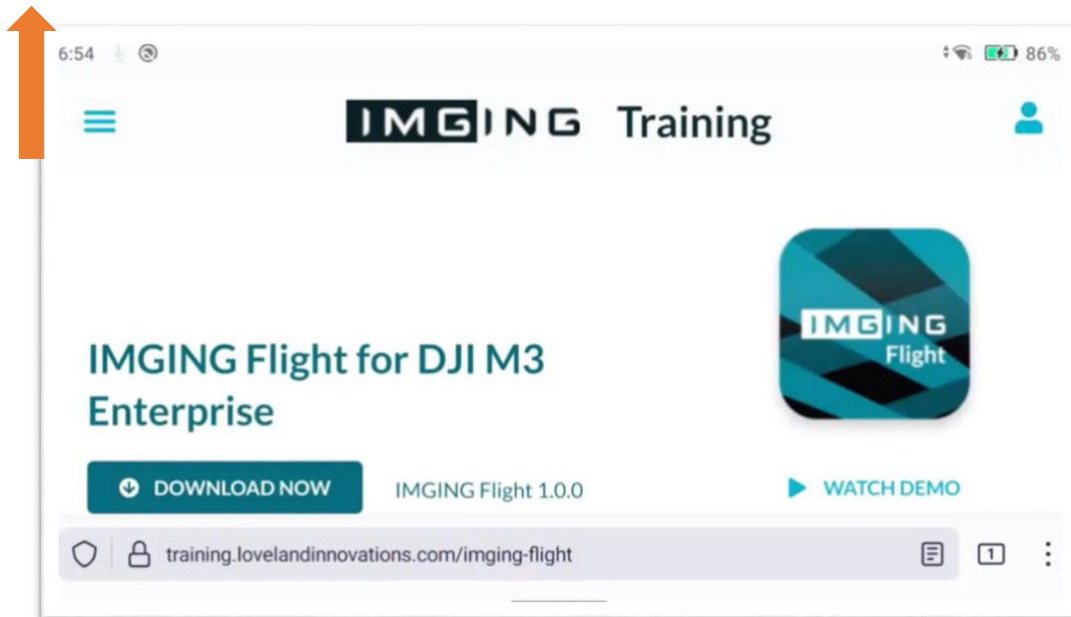 6:54
86%
IMGING Training
IMGING
Flight
IMGING Flight for DJI M3
Enterprise
DOWNLOAD NOW
IMGING Flight 1.0.0
WATCH DEMO
training.lovelandinnovations.com/imging-flight
1